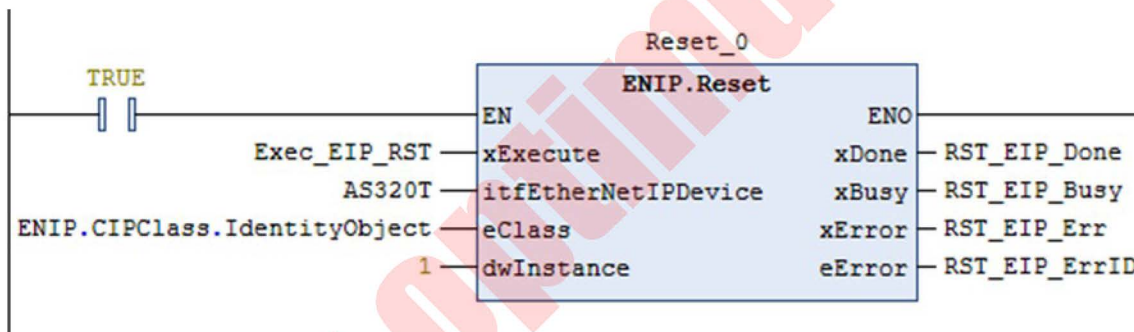 Reset_0
TRUE
ENIP.Reset
EN ENO
Exec_EIP_RST xExecute xDone RST_EIP_Done
AS320T itfEtherNetIPDevice xBusy RST_EIP_Busy
ENIP.CIPClass.IdentityObject eClass xError RST_EIP_Err
1 dwInstance eError RST_EIP_ErrID